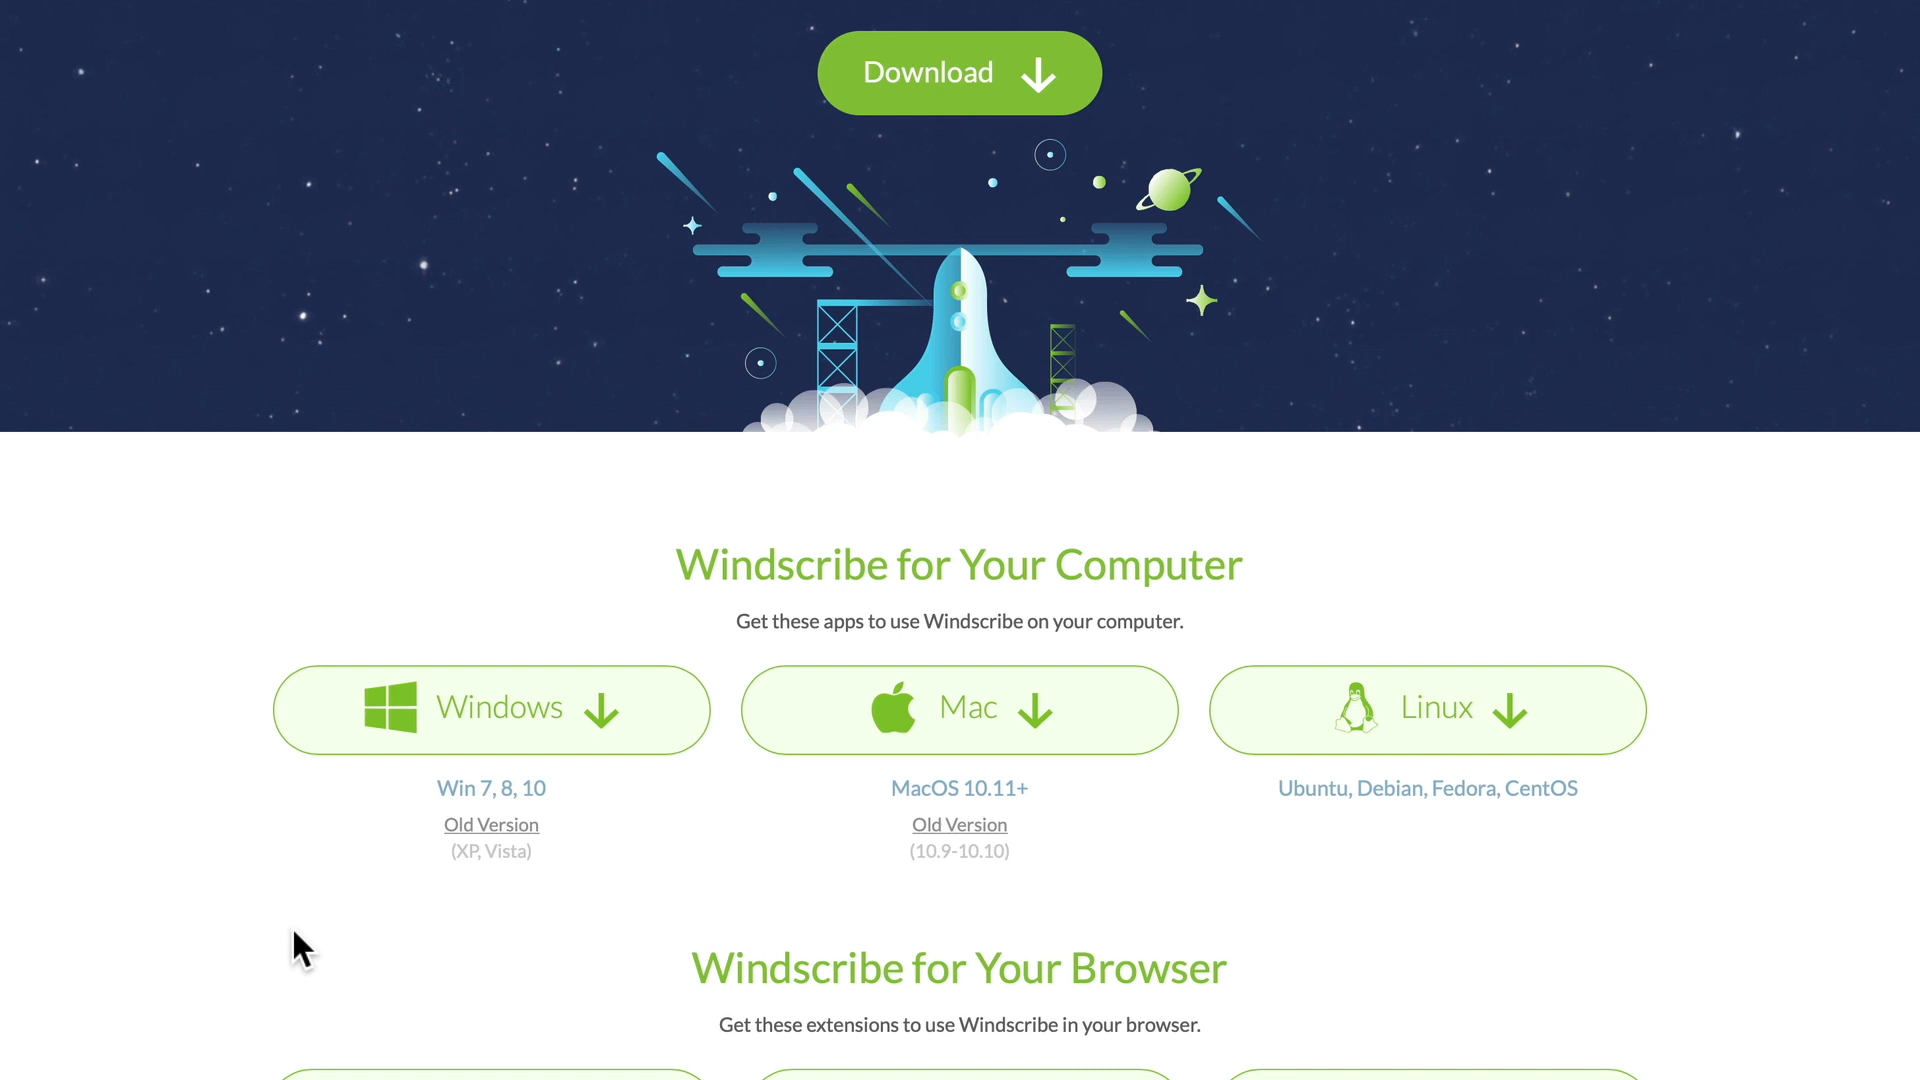 Download
Windscribe for Your Computer
Get these apps to use Windscribe on your computer.
Windows
Mac
Linux
Win 7, 8, 10
MacOS 10.11+
Ubuntu, Debian, Fedora, CentOS
Old Version
Old Version
(XP, Vista)
(10.9-10.10)
Windscribe for Your Browser
Get these extensions to use Windscribe in your browser.